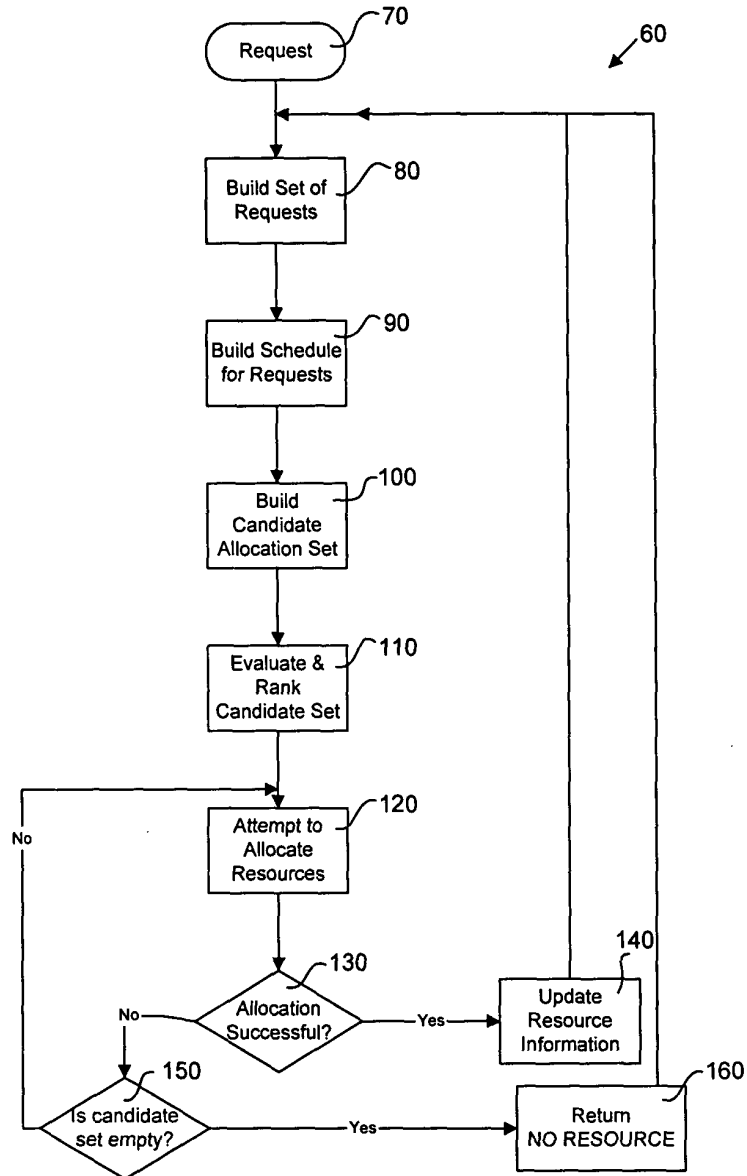 70
Request
60
80
Build Set of
Requests
90
Build Schedule
for Requests
100
Build
Candidate
Allocation Set
110
Evaluate &
Rank
Candidate Set
120
No
Attempt to
Allocate
Resources
130
140
No
Allocation
Successful?
Yes
Update
Resource
Information
150
160
Is candidate
set empty?
Yes
Return
NO RESOURCE